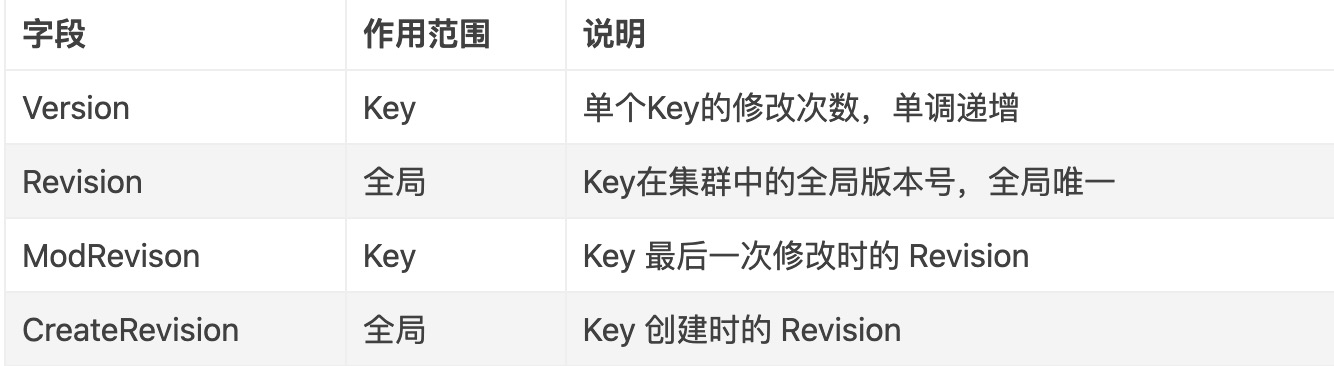 字段 作用范围 说明
Version Key 单个Key的修改次数，单调递增
Revision 全局 Key在集群中的全局版本号，全局唯一
ModRevison Key Key 最后一次修改时的 Revision
CreateRevision 全局 Key 创建时的 Revision